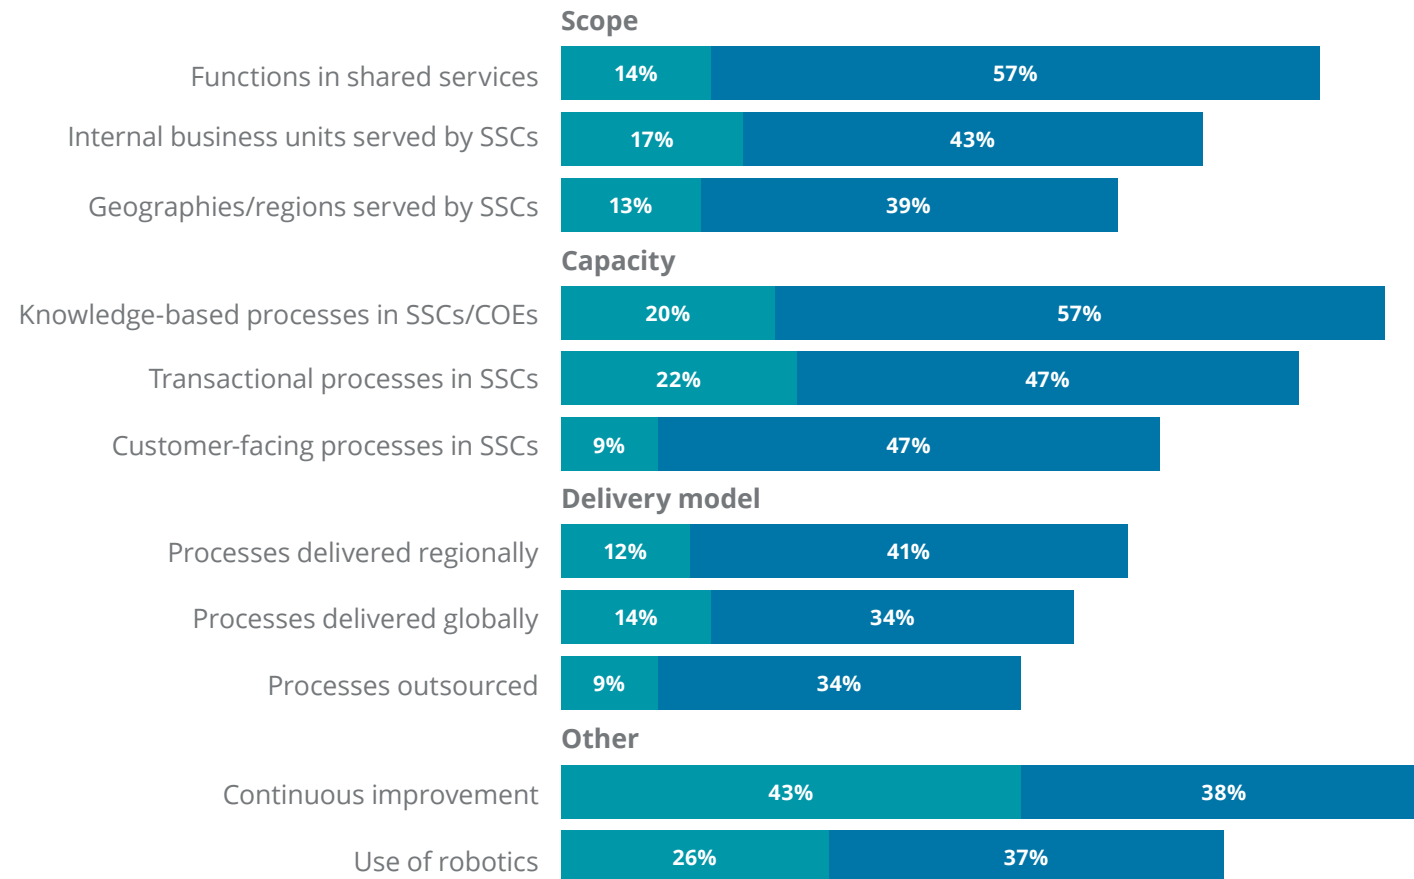 Scope
Functions in shared services 14% 57%
Internal business units served by SSCs 17% 43%
Geographies/regions served by SSCs 13% 39%
Capacity
Knowledge-based processes in SSCs/COEs 20% 57%
Transactional processes in SSCs 22% 47%
Customer-facing processes in SSCs 9% 47%
Delivery model
Processes delivered regionally 12% 41%
Processes delivered globally 14% 34%
Processes outsourced 9% 34%
Other
Continuous improvement 43% 38%
Use of robotics 26% 37%